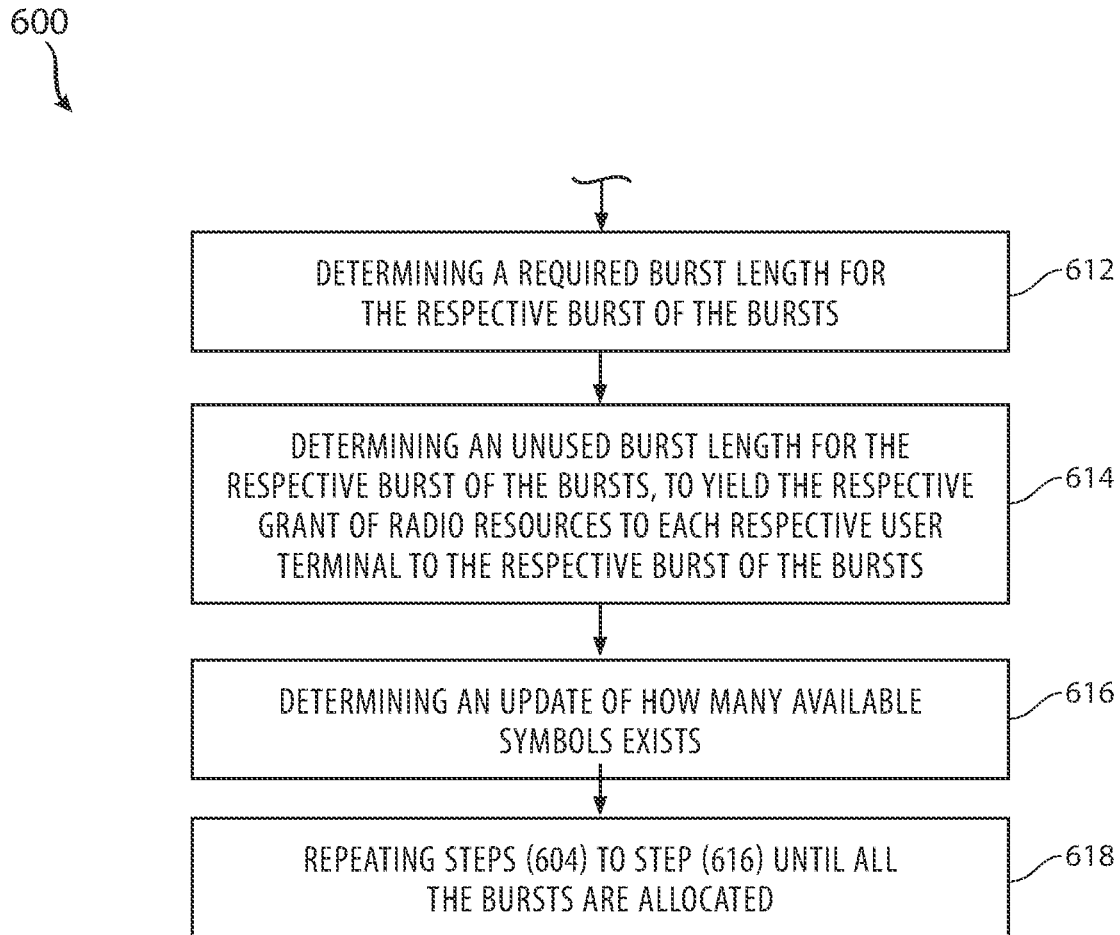 600
DETERMINING A REQUIRED BURST LENGTH FOR
THE RESPECTIVE BURST OF THE BURSTS
612
DETERMINING AN UNUSED BURST LENGTH FOR THE
RESPECTIVE BURST OF THE BURSTS, TO YIELD THE RESPECTIVE
GRANT OF RADIO RESOURCES TO EACH RESPECTIVE USER
TERMINAL TO THE RESPECTIVE BURST OF THE BURSTS
614
DETERMINING AN UPDATE OF HOW MANY AVAILABLE
SYMBOLS EXISTS
616
REPEATING STEPS (604) TO STEP (616) UNTIL ALL
THE BURSTS ARE ALLOCATED
618